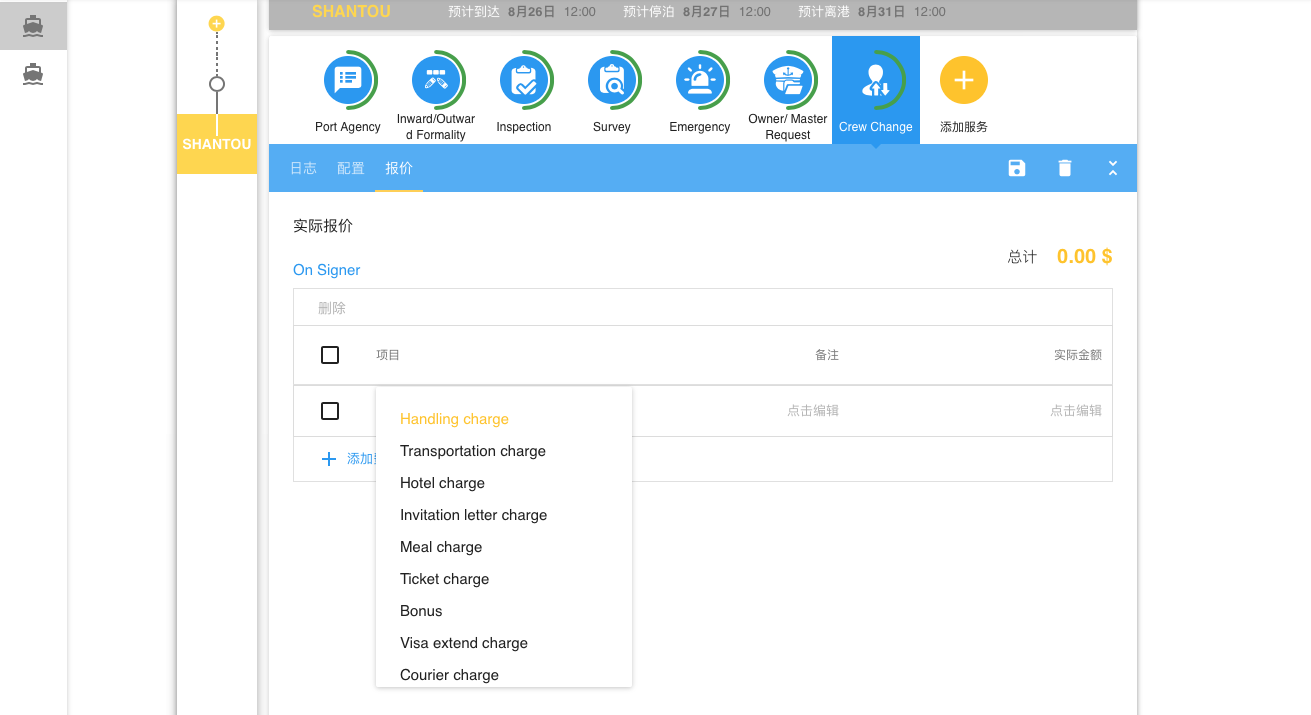 SHANTOU 预计到达 8月26日 12:00 预计停泊 8月27日 12:00 预计离港 8月31日 12:00
Port Agency
Inward/Outwar
d Formality
Inspection
Survey
Emergency
Owner/ Master
Request
Crew Change
添加服务
SHANTOU
日志 配置 报价
实际报价
总计 0.00 $
On Signer
删除
项目 备注 实际金额
点击编辑 点击编辑
添加
Handling charge
Transportation charge
Hotel charge
Invitation letter charge
Meal charge
Ticket charge
Bonus
Visa extend charge
Courier charge